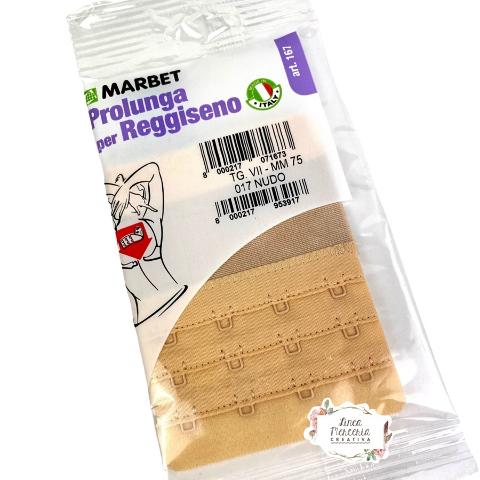 MARBET
Prolunga
per Reggiseno
art. 167
ITALY
8 000217 071673
TG. VII - MM 75
017 NUDO
8 000217 953917
Linea
Merceria
CREATIVA